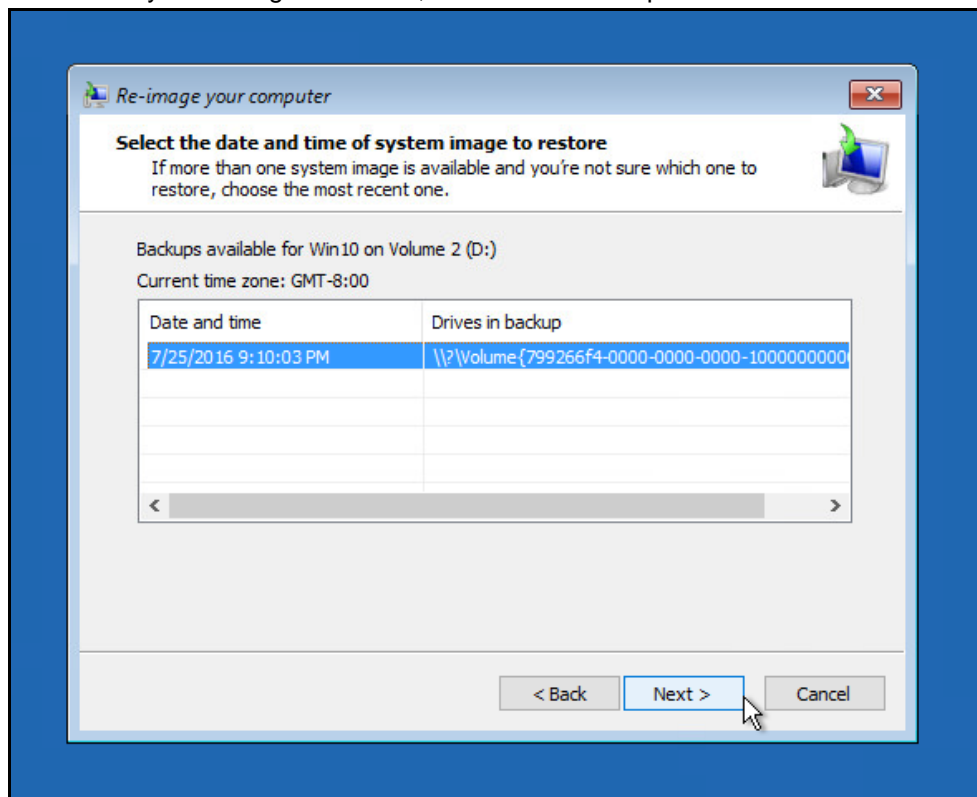 Re-image your computer
Select the date and time of system image to restore
If more than one system image is available and you're not sure which one to
restore, choose the most recent one.
Backups available for Win10 on Volume 2 (D:)
Current time zone: GMT-8:00
Date and time Drives in backup
7/25/2016 9:10:03 PM \\?\Volume{799266f4-0000-0000-0000-1000000000
< Back Next > Cancel